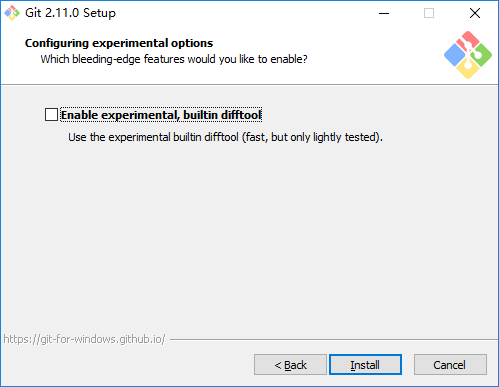 Git 2.11.0 Setup
Configuring experimental options
Which bleeding-edge features would you like to enable?
Enable experimental, builtin difftool
Use the experimental builtin difftool (fast, but only lightly tested).
https://git-for-windows.github.io/
< Back Install Cancel